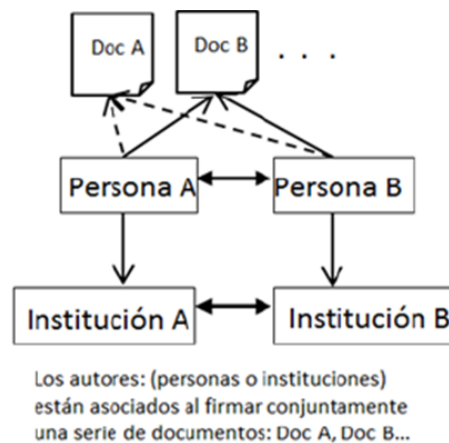 Doc A Doc B . . .
Persona A Persona B
Institución A Institución B
Los autores: (personas o instituciones)
están asociados al firmar conjuntamente
una serie de documentos: Doc A, Doc B...